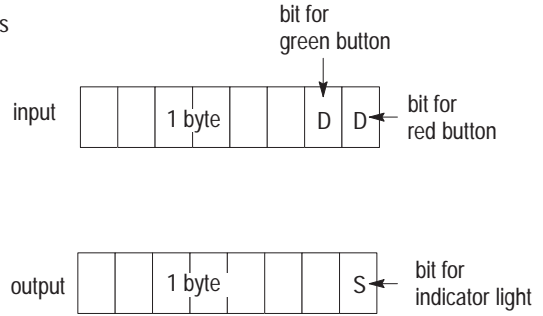 s
bit for
green button
input
1 byte
D
D
bit for
red button
output
1 byte
S
bit for
indicator light